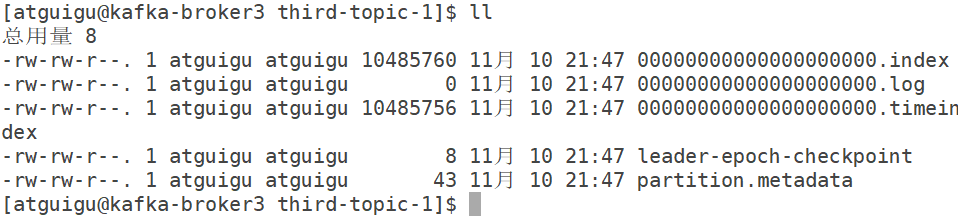 [atguigu@kafka-broker3 third-topic-1]$ ll
总用量 8
-rw-rw-r--. 1 atguigu atguigu 10485760 11月 10 21:47 00000000000000000000.index
-rw-rw-r--. 1 atguigu atguigu        0 11月 10 21:47 00000000000000000000.log
-rw-rw-r--. 1 atguigu atguigu 10485756 11月 10 21:47 00000000000000000000.timein
dex
-rw-rw-r--. 1 atguigu atguigu        8 11月 10 21:47 leader-epoch-checkpoint
-rw-rw-r--. 1 atguigu atguigu       43 11月 10 21:47 partition.metadata
[atguigu@kafka-broker3 third-topic-1]$